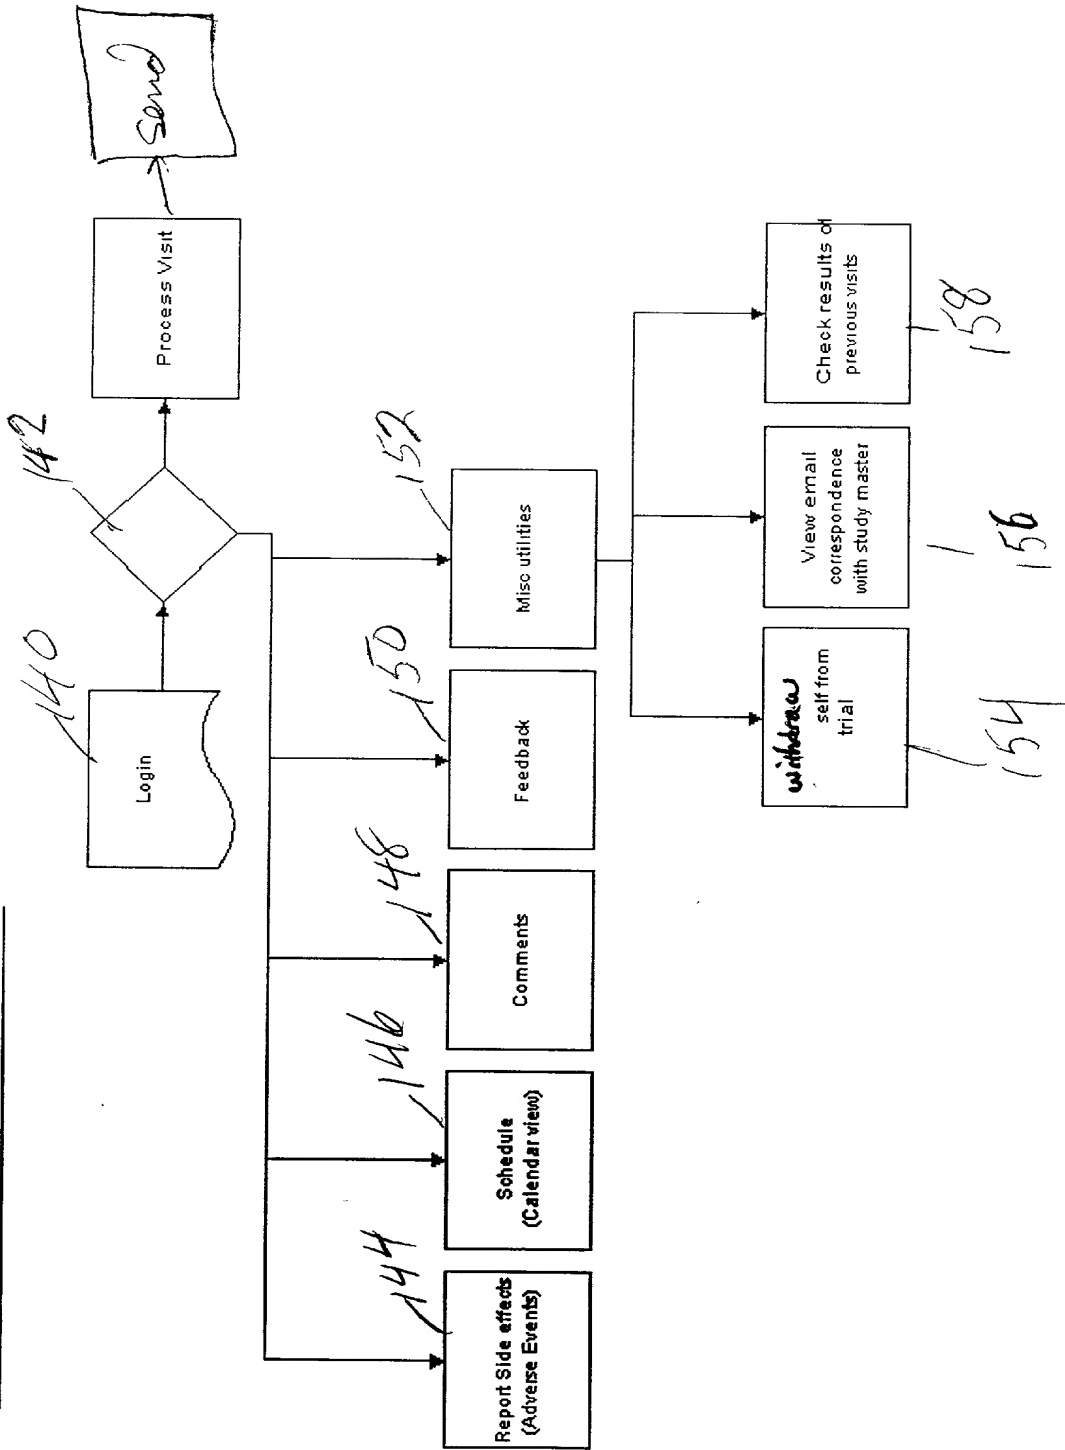 140
Login
142
Process Visit
Send
144
Report Side effects
(Adverse Events)
146
Schedule
(Calendar view)
148
Comments
150
Feedback
152
Misc utilities
withdraw
self from
trial
154
View email
correspondence
with study master
156
Check results of
previous visits
158